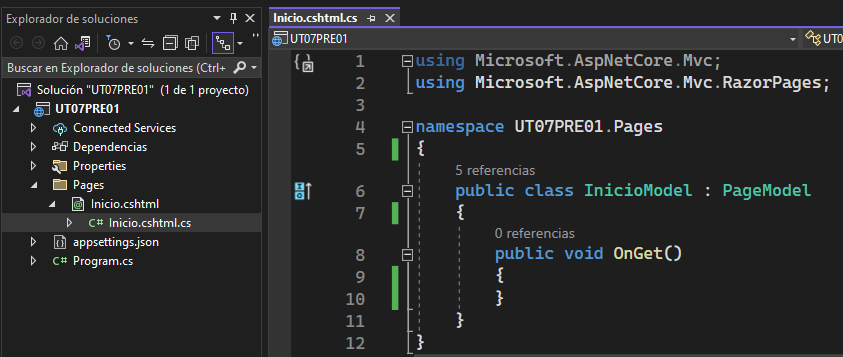 Explorador de soluciones
Buscar en Explorador de soluciones (Ctrl+
Solución "UT07PRE01" (1 de 1 proyecto)
UT07PRE01
Connected Services
Dependencias
Properties
Pages
Inicio.cshtml
C# Inicio.cshtml.cs
appsettings.json
C# Program.cs
Inicio.cshtml.cs
UT07PRE01
UT0
1 using Microsoft.AspNetCore.Mvc;
2 using Microsoft.AspNetCore.Mvc.RazorPages;
3
4 namespace UT07PRE01.Pages
5 {
5 referencias
6 public class InicioModel : PageModel
7 {
0 referencias
8 public void OnGet()
9 {
10 }
11 }
12 }